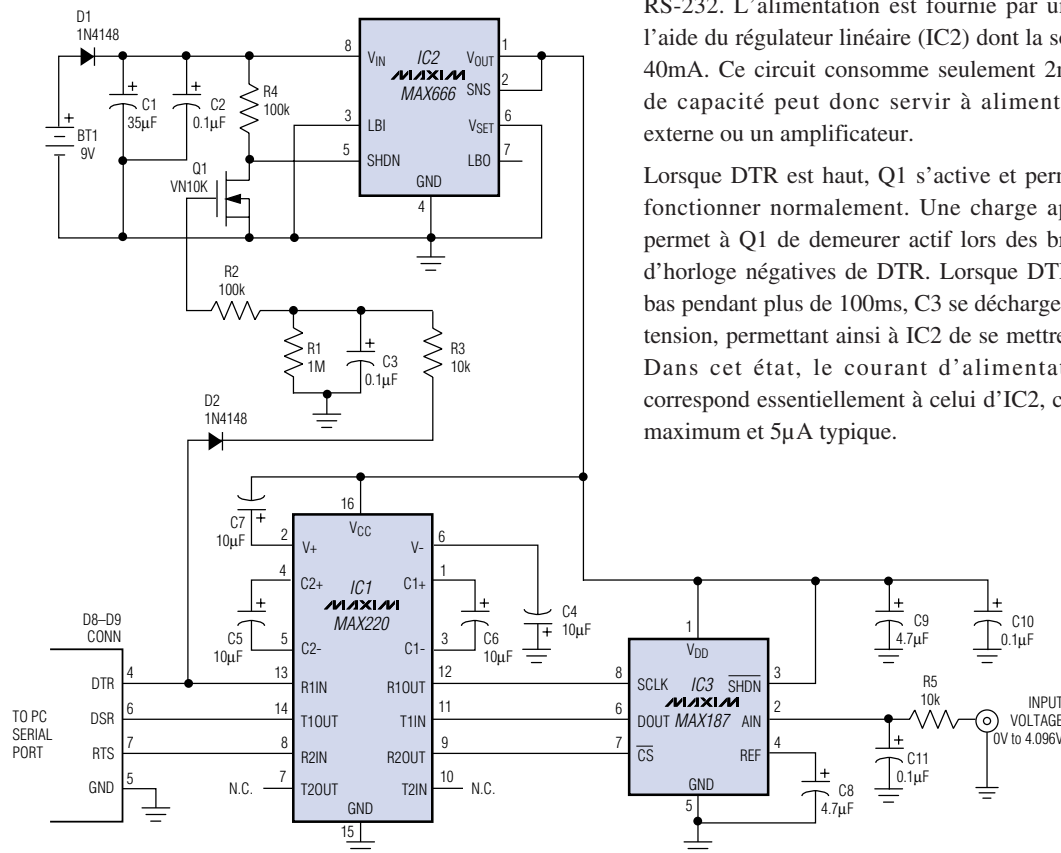 RS-232. L'alimentation est fournie par
l'aide du régulateur linéaire (IC2) dont la
40mA. Ce circuit consomme seulement
de capacité peut donc servir à
externe ou un amplificateur.
Lorsque DTR est haut, Q1 s'active et
fonctionner normalement. Une charge
permet à Q1 de demeurer actif lors des
d'horloge négatives de DTR. Lorsque
bas pendant plus de 100ms, C3 se décharge
tension, permettant ainsi à IC2 de se mettre
Dans cet état, le courant
correspond essentiellement à celui d'IC2,
maximum et 5µA typique.
D1
1N4148
BT1
9V
C1
35µF
C2
0.1µF
R4
100k
Q1
VN10K
8
VIN
IC2
MAXIM
MAX666
VOUT
1
SNS
2
3
LBI
VSET
6
5
SHDN
LBO
7
GND
4
R2
100k
R1
1M
C3
0.1µF
R3
10k
D2
1N4148
C7
10µF
16
VCC
2
V+
V-
6
4
C2+
C1+
1
IC1
MAXIM
MAX220
C5
10µF
5
C2-
C1-
3
C6
10µF
C4
10µF
13
R1IN
R1OUT
12
14
T1OUT
T1IN
11
8
R2IN
R2OUT
9
N.C.
7
T2OUT
T2IN
10
N.C.
GND
15
D8–D9
CONN
TO PC
SERIAL
PORT
DTR
4
DSR
6
RTS
7
GND
5
1
VDD
8
SCLK
IC3
SHDN
3
MAXIM
6
DOUT
MAX187
AIN
2
7
CS
REF
4
GND
5
C8
4.7µF
C9
4.7µF
C10
0.1µF
R5
10k
C11
0.1µF
INPUT
VOLTAGE
0V to 4.096V